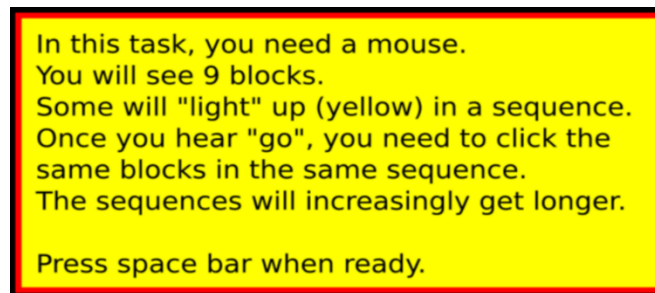 In this task, you need a mouse.
You will see 9 blocks.
Some will "light" up (yellow) in a sequence.
Once you hear "go", you need to click the
same blocks in the same sequence.
The sequences will increasingly get longer.
Press space bar when ready.